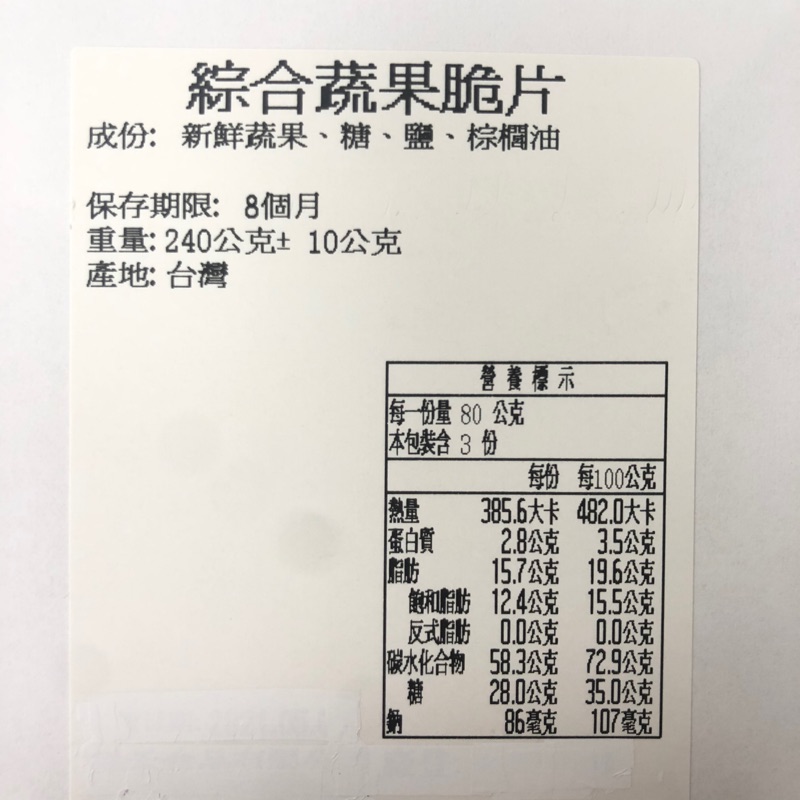 綜合蔬果脆片
成份: 新鮮蔬果、糖、鹽、棕櫚油
保存期限: 8個月
重量: 240公克± 10公克
產地: 台灣
營養標示
每一份量 80 公克
本包裝含 3 份
每份 每100公克
熱量 385.6大卡 482.0大卡
蛋白質 2.8公克 3.5公克
脂肪 15.7公克 19.6公克
飽和脂肪 12.4公克 15.5公克
反式脂肪 0.0公克 0.0公克
碳水化合物 58.3公克 72.9公克
糖 28.0公克 35.0公克
鈉 86毫克 107毫克